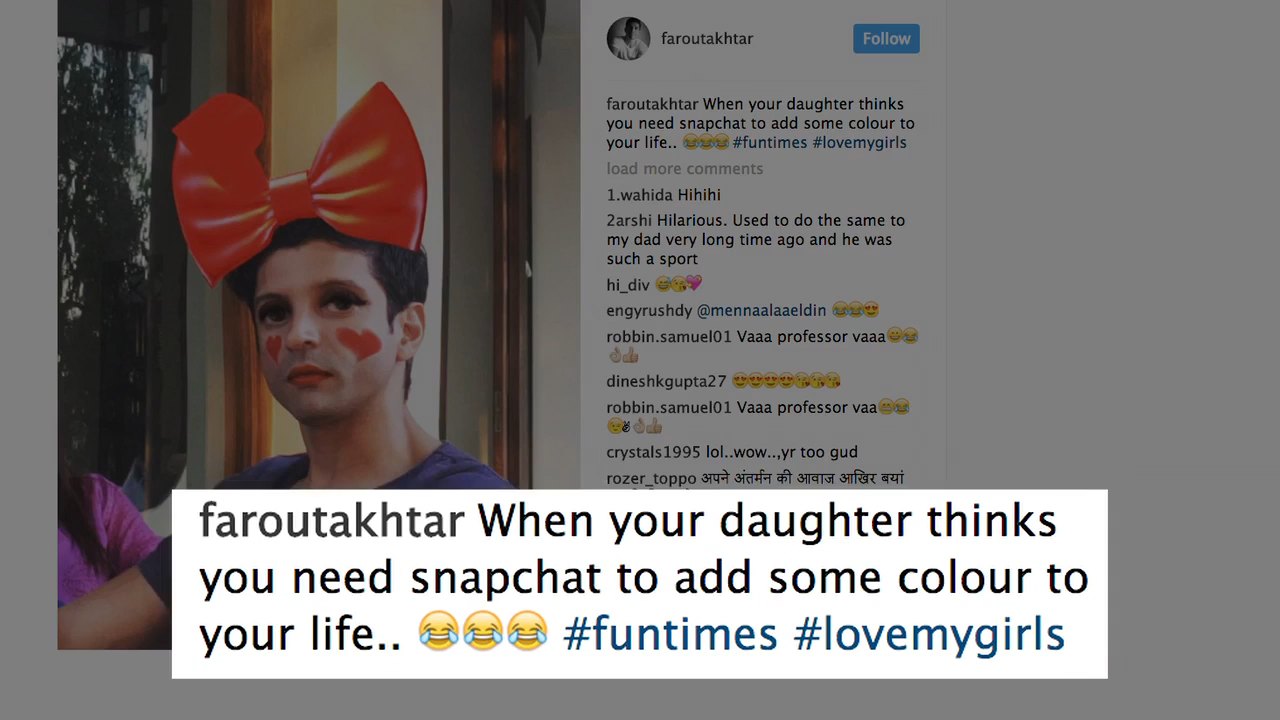 faroutakhtar
Follow
faroutakhtar When your daughter thinks
you need snapchat to add some colour to
your life.. 😂😂😂 #funtimes #lovemygirls
load more comments
1.wahida Hihihi
2arshi Hilarious. Used to do the same to
my dad very long time ago and he was
such a sport
hi_div 😅😘💖
engyrushdy @mennaalaaeldin 😂😂😍
robbin.samuel01 Vaaa professor vaaa😀😂
👌👍
dineshkgupta27 😍😍😍😍😘😘😘
robbin.samuel01 Vaaa professor vaa😁😂
😉✌👌👍
crystals1995 lol..wow..,yr too gud
rozer_toppo अपने अंतर्मन की आवाज आखिर बयां
faroutakhtar When your daughter thinks
you need snapchat to add some colour to
your life.. 😂😂😂 #funtimes #lovemygirls